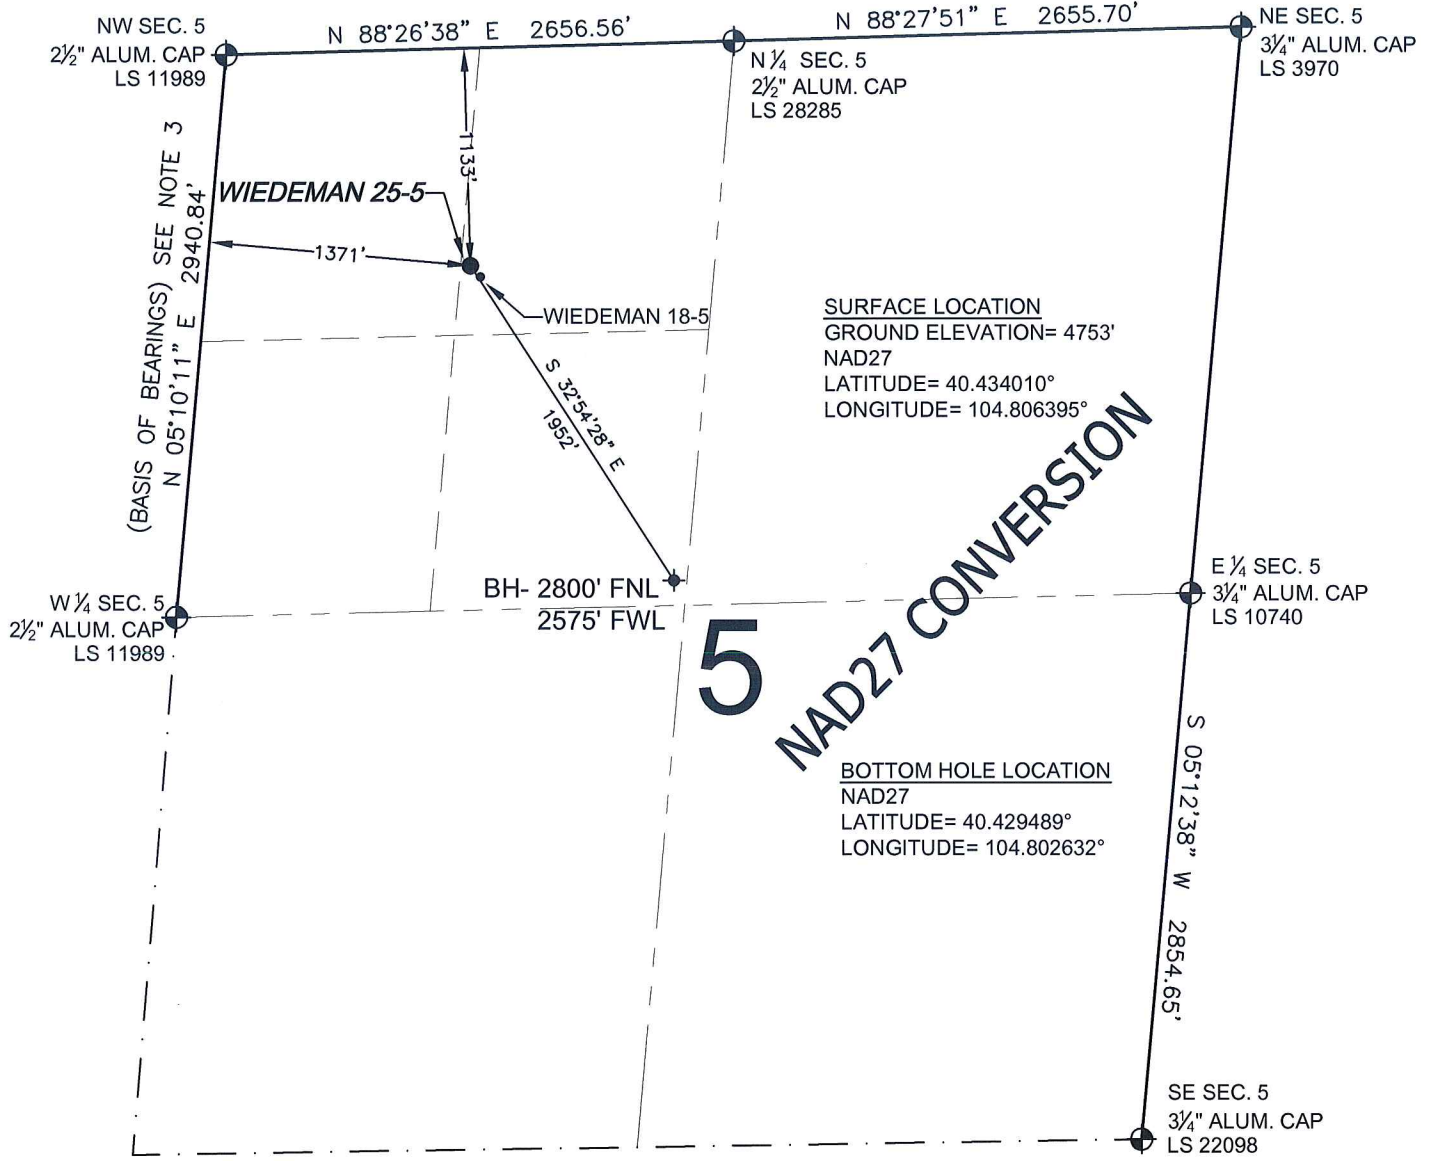 NW SEC. 5
2½" ALUM. CAP
LS 11989
N 88°26'38" E 2656.56'
N ¼ SEC. 5
2½" ALUM. CAP
LS 28285
N 88°27'51" E 2655.70'
NE SEC. 5
3¼" ALUM. CAP
LS 3970
(BASIS OF BEARINGS) SEE NOTE 3
N 05°10'11" E 2940.84'
1133'
WIEDEMAN 25-5
1371'
WIEDEMAN 18-5
S 32°54'28" E
1952'
SURFACE LOCATION
GROUND ELEVATION= 4753'
NAD27
LATITUDE= 40.434010°
LONGITUDE= 104.806395°
NAD27 CONVERSION
W ¼ SEC. 5
2½" ALUM. CAP
LS 11989
BH- 2800' FNL
2575' FWL
5
E ¼ SEC. 5
3¼" ALUM. CAP
LS 10740
BOTTOM HOLE LOCATION
NAD27
LATITUDE= 40.429489°
LONGITUDE= 104.802632°
S 05°12'38" W 2854.65'
SE SEC. 5
3¼" ALUM. CAP
LS 22098